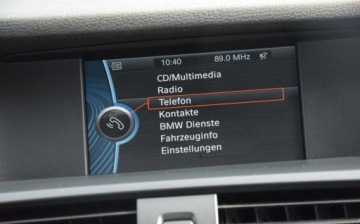 10:40 89.0 MHz
CD/Multimedia
Radio
Telefon
Kontakte
BMW Dienste
Fahrzeuginfo
Einstellungen